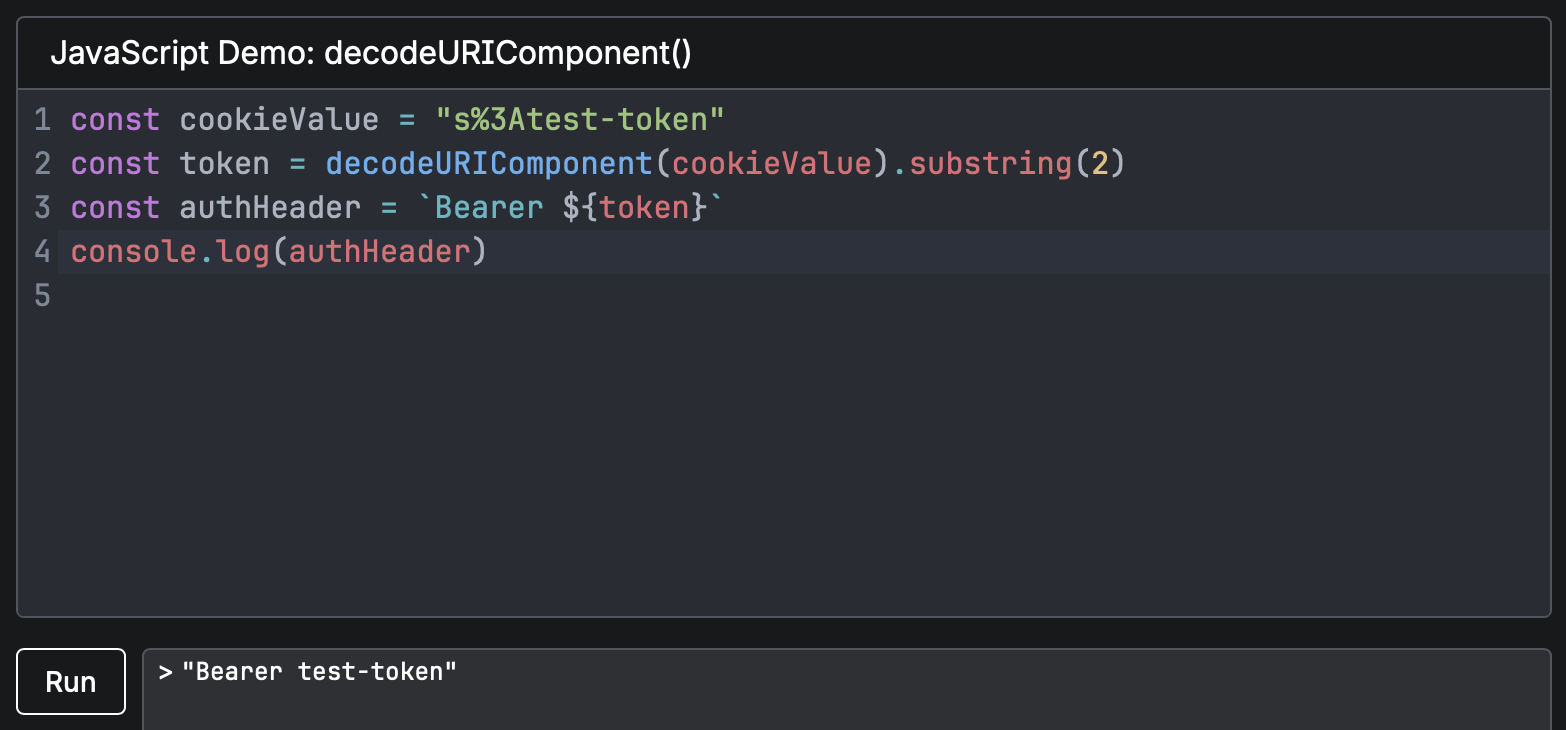 JavaScript Demo: decodeURIComponent()
1 const cookieValue = "s%3Atest-token"
2 const token = decodeURIComponent(cookieValue).substring(2)
3 const authHeader = `Bearer ${token}`
4 console.log(authHeader)
5
Run
> "Bearer test-token"